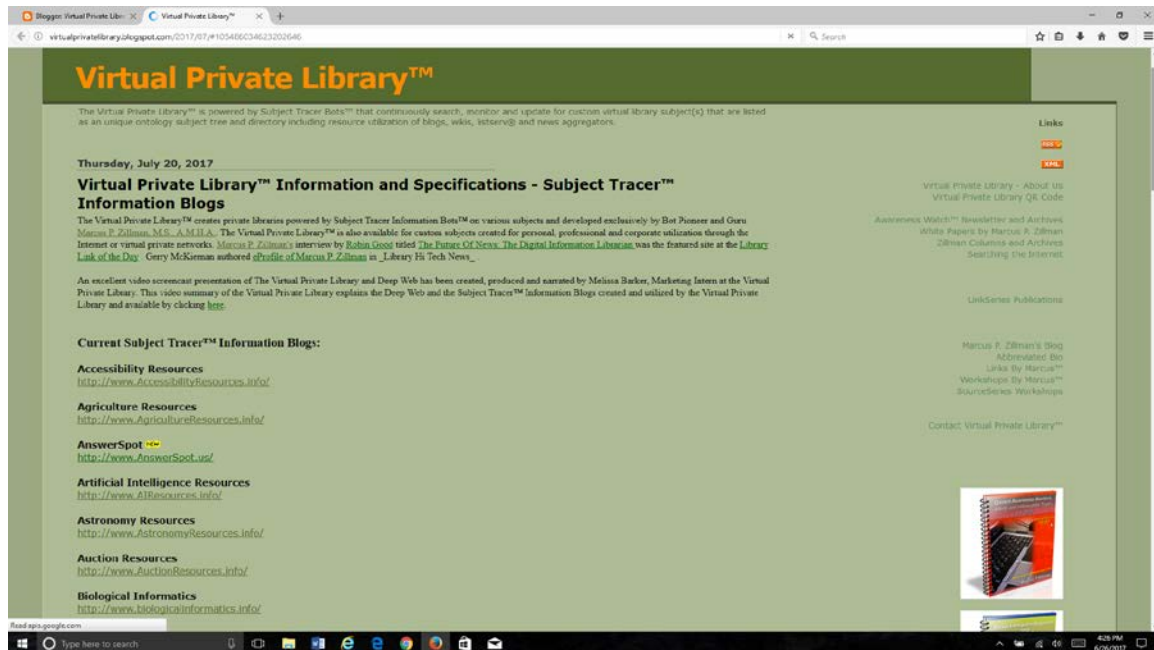 Blogger: Virtual Private Libr
Virtual Private Library™
virtualprivatelibrary.blogspot.com/2017/07/#105486034623202646
Search
Virtual Private Library™
The Virtual Private Library™ is powered by Subject Tracer Bots™ that continuously search, monitor and update for custom virtual library subject(s) that are listed
as an unique ontology subject tree and directory including resource utilization of blogs, wikis, listserv® and news aggregators.
Links
XML
Thursday, July 20, 2017
Virtual Private Library™ Information and Specifications - Subject Tracer™
Information Blogs
The Virtual Private Library™ creates private libraries powered by Subject Tracer Information Bots™ on various subjects and developed exclusively by Bot Pioneer and Guru
Marcus P. Zillman, M.S., A.M.H.A.. The Virtual Private Library™ is also available for custom subjects created for personal, professional and corporate utilization through the
Internet or virtual private networks. Marcus P. Zillman's interview by Robin Good titled The Future Of News: The Digital Information Librarian was the featured site at the Library
Link of the Day. Gerry McKiernan authored eProfile of Marcus P. Zillman in _Library Hi Tech News_
An excellent video screencast presentation of The Virtual Private Library and Deep Web has been created, produced and narrated by Melissa Barker, Marketing Intern at the Virtual
Private Library. This video summary of the Virtual Private Library explains the Deep Web and the Subject Tracer™ Information Blogs created and utilized by the Virtual Private
Library and available by clicking here.
Current Subject Tracer™ Information Blogs:
Accessibility Resources
http://www.AccessibilityResources.info/
Agriculture Resources
http://www.AgricultureResources.info/
AnswerSpot NEW
http://www.AnswerSpot.us/
Artificial Intelligence Resources
http://www.AIResources.info/
Astronomy Resources
http://www.AstronomyResources.info/
Auction Resources
http://www.AuctionResources.info/
Biological Informatics
http://www.biologicalinformatics.info/
Virtual Private Library - About Us
Virtual Private Library QR Code
Awareness Watch™ Newsletter and Archives
White Papers by Marcus P. Zillman
Zillman Columns and Archives
Searching the Internet
LinkSeries Publications
Marcus P. Zillman's Blog
Abbreviated Bio
Links By Marcus™
Workshops By Marcus™
SourceSeries Workshops
Contact Virtual Private Library™
Read apis.google.com
Type here to search
4:26 PM
6/26/2017